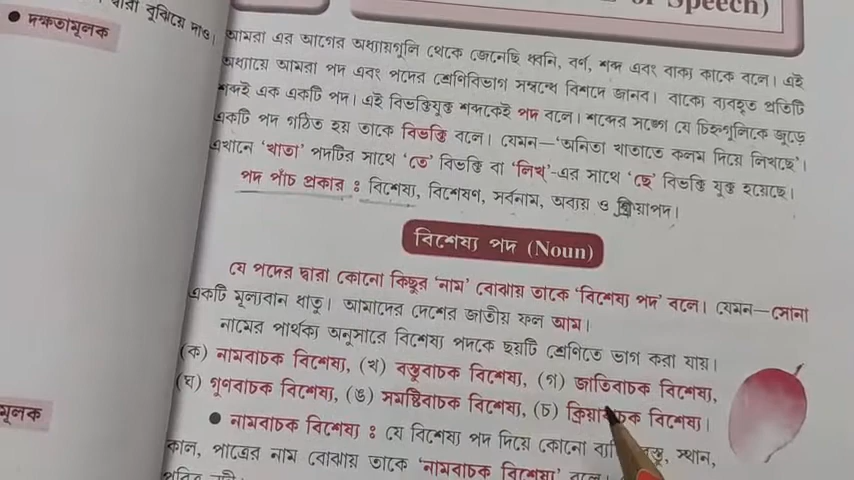 দ্বারা বুঝিয়ে দাও।
● দক্ষতামূলক
of Speech)
আমরা এর আগের অধ্যায়গুলি থেকে জেনেছি ধ্বনি, বর্ণ, শব্দ এবং বাক্য কাকে বলে। এই
অধ্যায়ে আমরা পদ এবং পদের শ্রেণিবিভাগ সম্বন্ধে বিশদে জানব। বাক্যে ব্যবহৃত প্রতিটি
শব্দই এক একটি পদ। এই বিভক্তিযুক্ত শব্দকেই পদ বলে। শব্দের সঙ্গে যে চিহ্নগুলিকে জুড়ে
একটি পদ গঠিত হয় তাকে বিভক্তি বলে। যেমন—'অনিতা খাতাতে কলম দিয়ে লিখছে'।
এখানে 'খাতা' পদটির সাথে 'তে' বিভক্তি বা 'লিখ্'-এর সাথে 'ছে' বিভক্তি যুক্ত হয়েছে।
পদ পাঁচ প্রকার : বিশেষ্য, বিশেষণ, সর্বনাম, অব্যয় ও ক্রিয়াপদ।
বিশেষ্য পদ (Noun)
যে পদের দ্বারা কোনো কিছুর 'নাম' বোঝায় তাকে 'বিশেষ্য পদ' বলে। যেমন—সোনা
একটি মূল্যবান ধাতু। আমাদের দেশের জাতীয় ফল আম।
নামের পার্থক্য অনুসারে বিশেষ্য পদকে ছয়টি শ্রেণিতে ভাগ করা যায়।
(ক) নামবাচক বিশেষ্য, (খ) বস্তুবাচক বিশেষ্য, (গ) জাতিবাচক বিশেষ্য,
(ঘ) গুণবাচক বিশেষ্য, (ঙ) সমষ্টিবাচক বিশেষ্য, (চ) ক্রিয়াবাচক বিশেষ্য।
মূলক
● নামবাচক বিশেষ্য : যে বিশেষ্য পদ দিয়ে কোনো বস্তু, স্থান,
কাল, পাত্রের নাম বোঝায় তাকে 'নামবাচক বিশেষ্য' বলে।